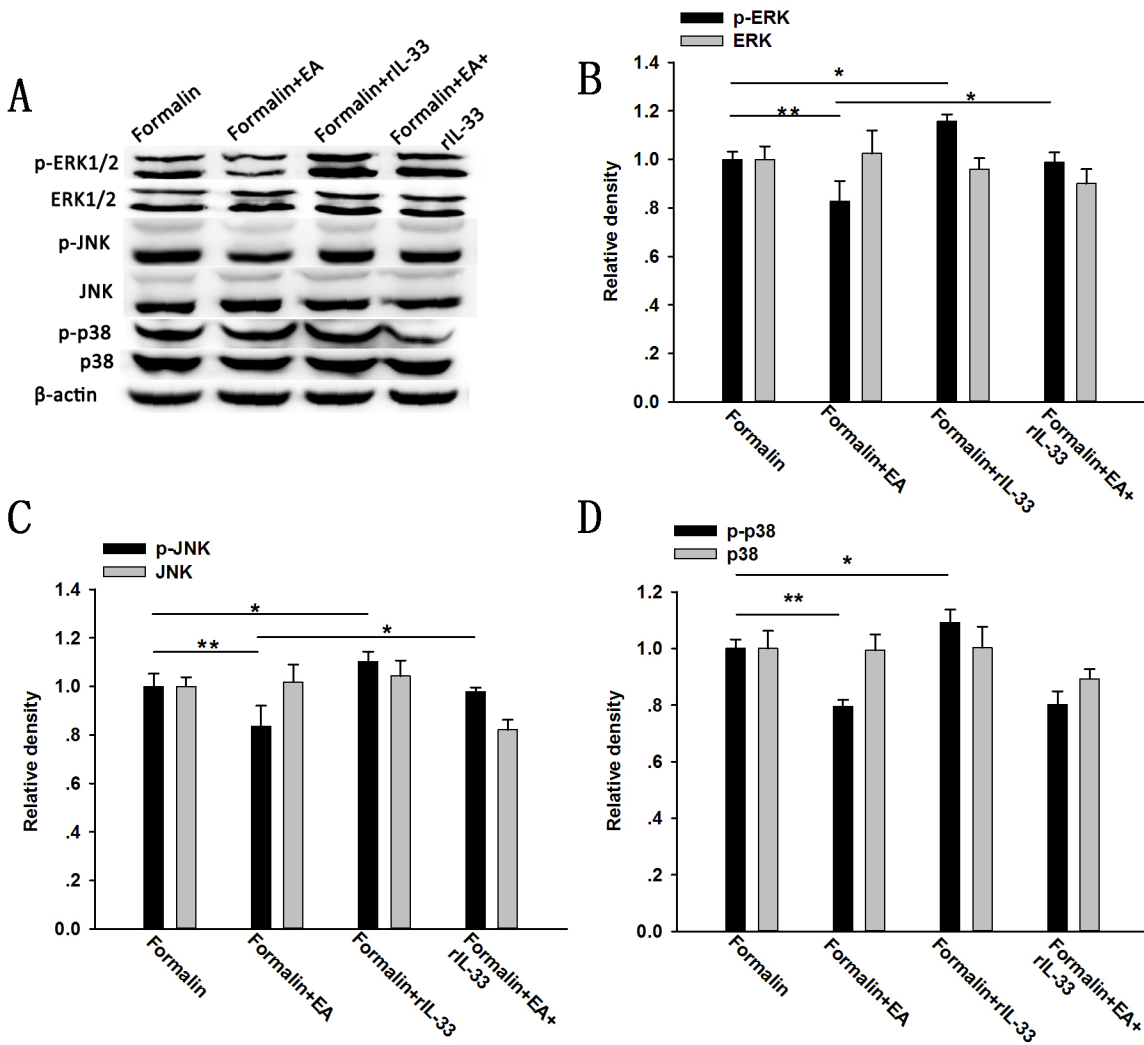 A
Formalin
Formalin+EA
Formalin+rIL-33
Formalin+EA+
rIL-33
p-ERK1/2
ERK1/2
p-JNK
JNK
p-p38
p38
β-actin
B
p-ERK
ERK
Relative density
1.4
1.2
1.0
.8
.6
.4
.2
0.0
*
**
*
Formalin
Formalin+EA
Formalin+rIL-33
Formalin+EA+
rIL-33
C
p-JNK
JNK
Relative density
1.4
1.2
1.0
.8
.6
.4
.2
0.0
*
**
*
Formalin
Formalin+EA
Formalin+rIL-33
Formalin+EA+
rIL-33
D
p-p38
p38
Relative density
1.2
1.0
.8
.6
.4
.2
0.0
*
**
Formalin
Formalin+EA
Formalin+rIL-33
Formalin+EA+
rIL-33